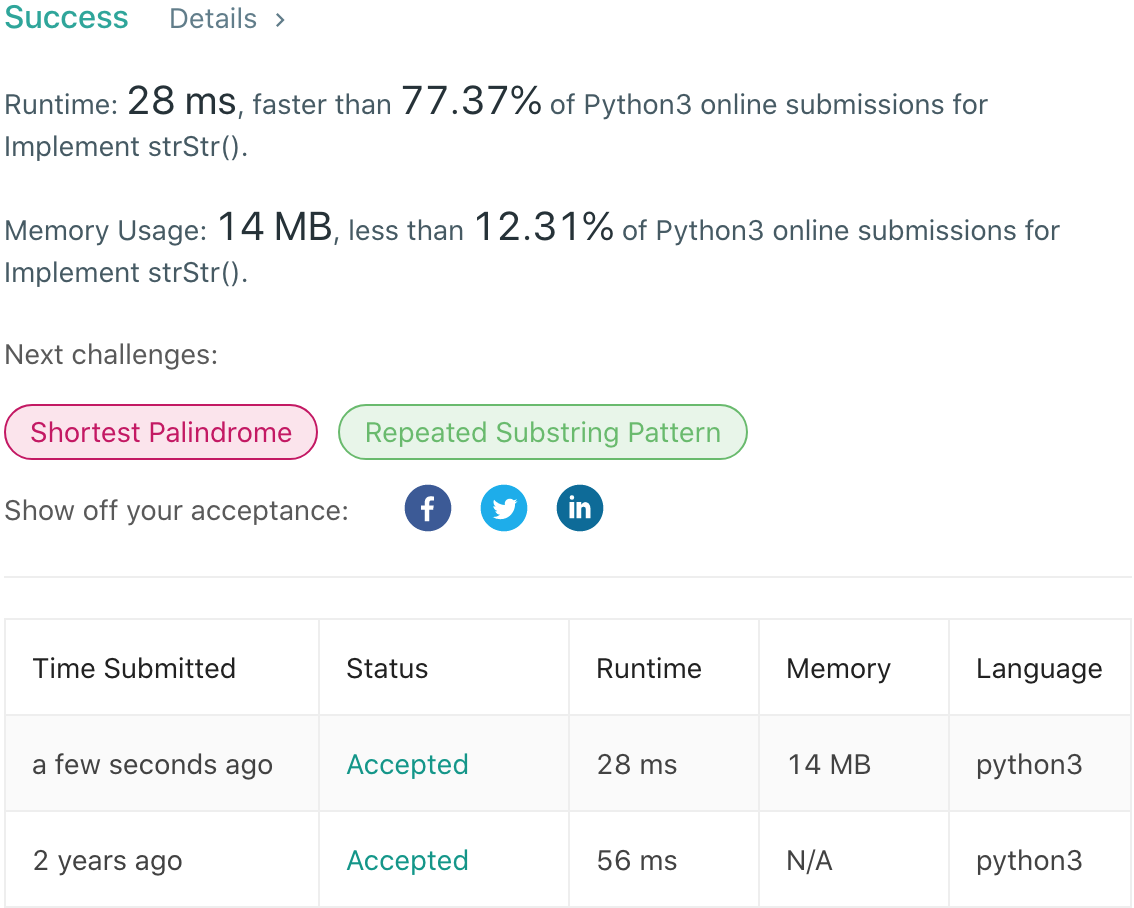 Success Details >
Runtime: 28 ms, faster than 77.37% of Python3 online submissions for
Implement strStr().
Memory Usage: 14 MB, less than 12.31% of Python3 online submissions for
Implement strStr().
Next challenges:
Shortest Palindrome Repeated Substring Pattern
Show off your acceptance: f in
Time Submitted Status Runtime Memory Language
a few seconds ago Accepted 28 ms 14 MB python3
2 years ago Accepted 56 ms N/A python3